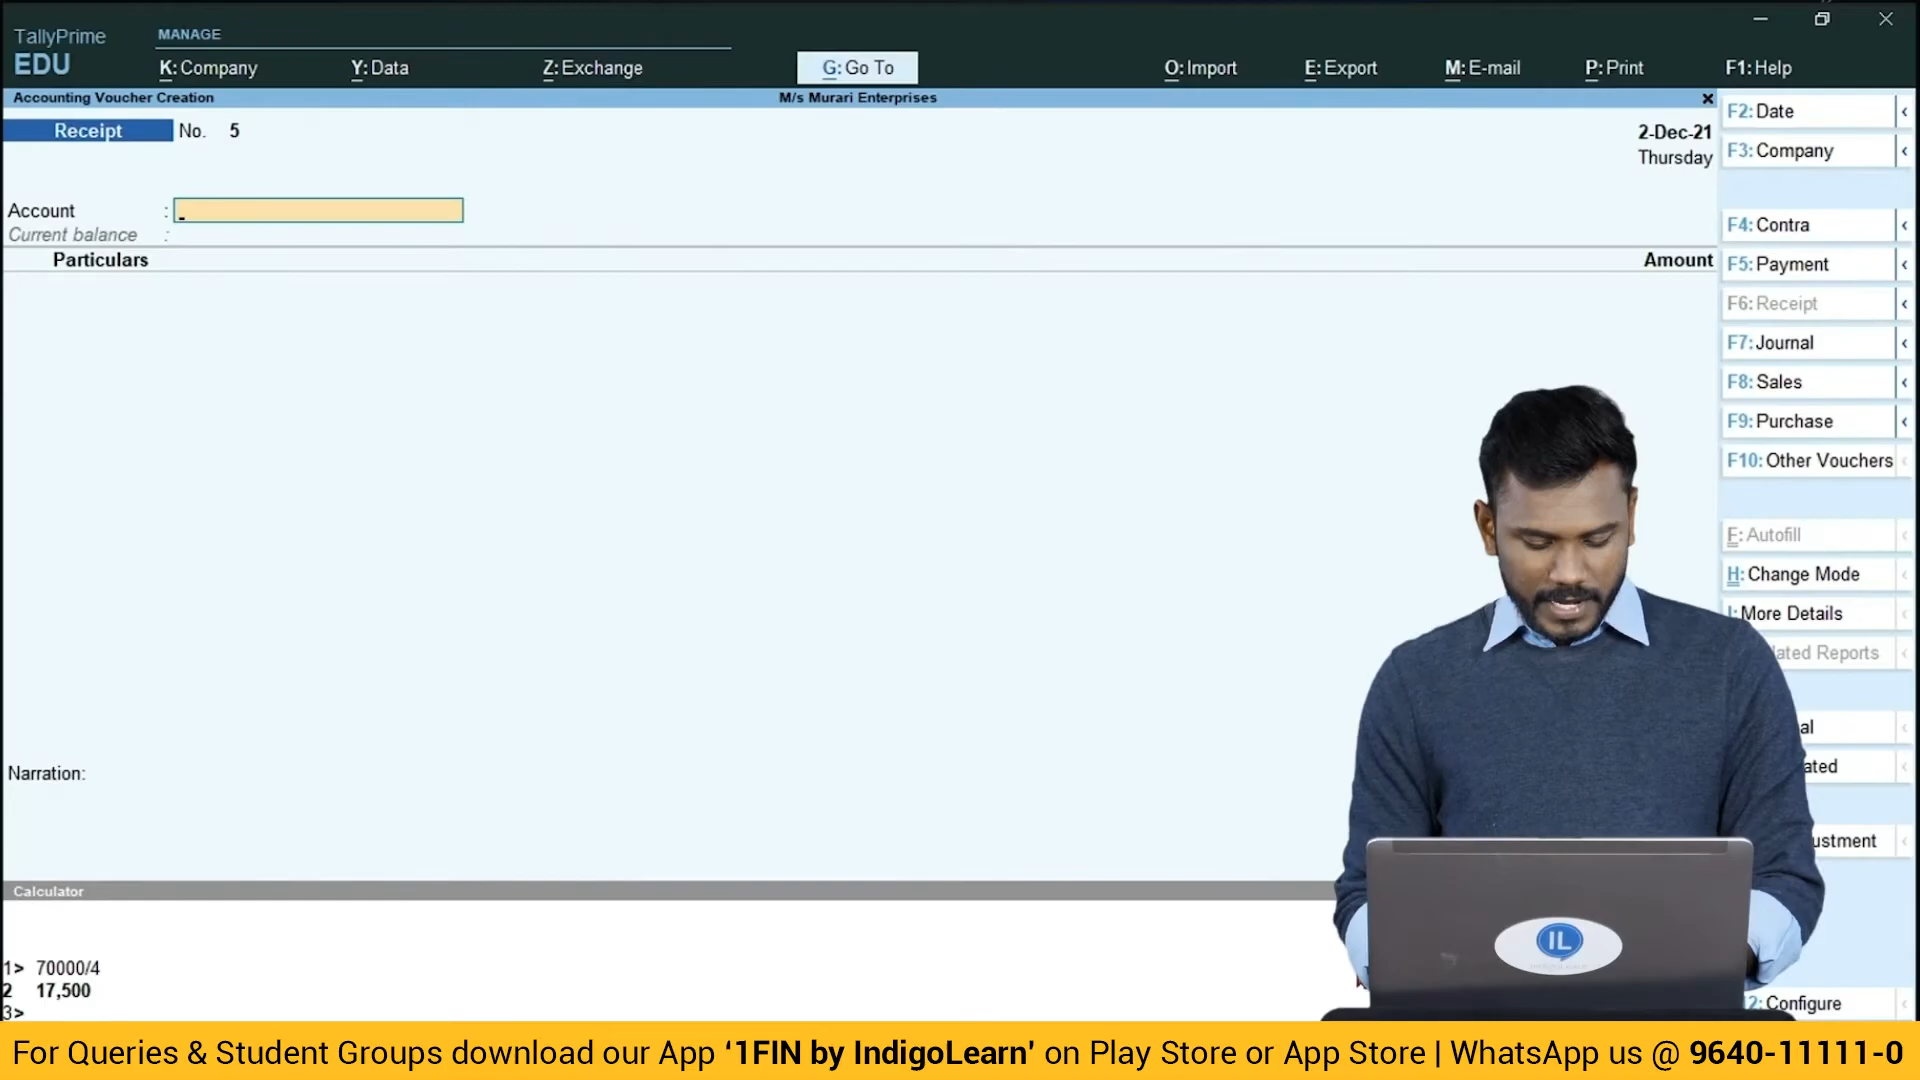 TallyPrime
EDU
MANAGE
K: Company
Y: Data
Z: Exchange
G: Go To
O: Import
E: Export
M: E-mail
P: Print
F1: Help
Accounting Voucher Creation
M/s Murari Enterprises
Receipt No. 5
2-Dec-21
Thursday
Account :
Current balance :
Particulars
Amount
Narration:
F2: Date
F3: Company
F4: Contra
F5: Payment
F6: Receipt
F7: Journal
F8: Sales
F9: Purchase
F10: Other Vouchers
F: Autofill
H: Change Mode
I: More Details
Reports
Calculator
1> 70000/4
2 17,500
3>
Configure
IL
For Queries & Student Groups download our App ‘1FIN by IndigoLearn' on Play Store or App Store | WhatsApp us @ 9640-11111-0